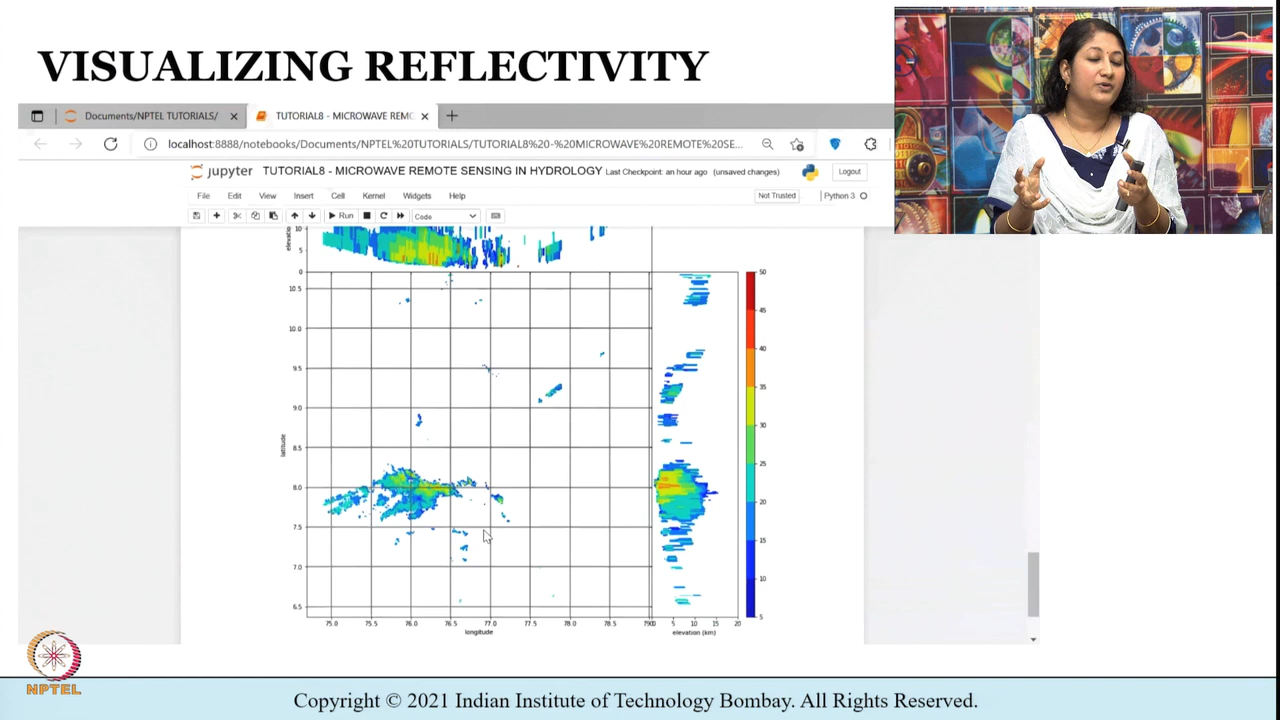 VISUALIZING REFLECTIVITY
Documents/NPTEL TUTORIALS/
TUTORIAL8 - MICROWAVE REMC
localhost:8888/notebooks/Documents/NPTEL%20TUTORIALS/TUTORIAL8%20-%20MICROWAVE%20REMOTE%20SE...
jupyter TUTORIAL8 - MICROWAVE REMOTE SENSING IN HYDROLOGY Last Checkpoint: an hour ago (unsaved changes) Logout
File Edit View Insert Cell Kernel Widgets Help Not Trusted Python 3
Run Code
10
5
0
elevatio
10.5
10.0
9.5
9.0
8.5
8.0
7.5
7.0
6.5
latitude
75.0 75.5 76.0 76.5 77.0 77.5 78.0 78.5 79.0
longitude
5 10 15 20
elevation (km)
50
45
40
35
30
25
20
15
10
5
NPTEL
Copyright © 2021 Indian Institute of Technology Bombay. All Rights Reserved.